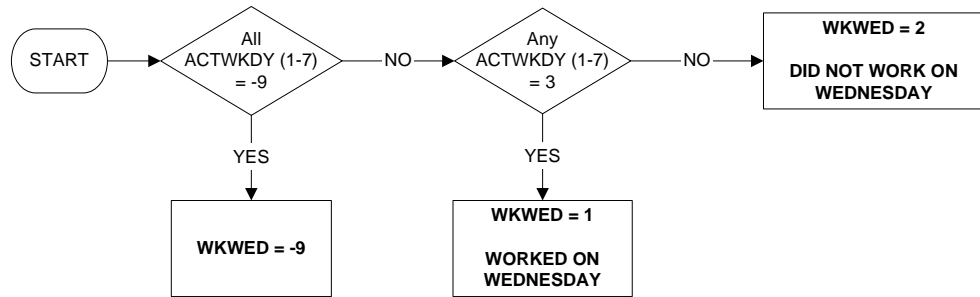 START
All
ACTWKDY (1-7)
= -9
NO
Any
ACTWKDY (1-7)
= 3
NO
WKWED = 2
DID NOT WORK ON
WEDNESDAY
YES
YES
WKWED = -9
WKWED = 1
WORKED ON
WEDNESDAY